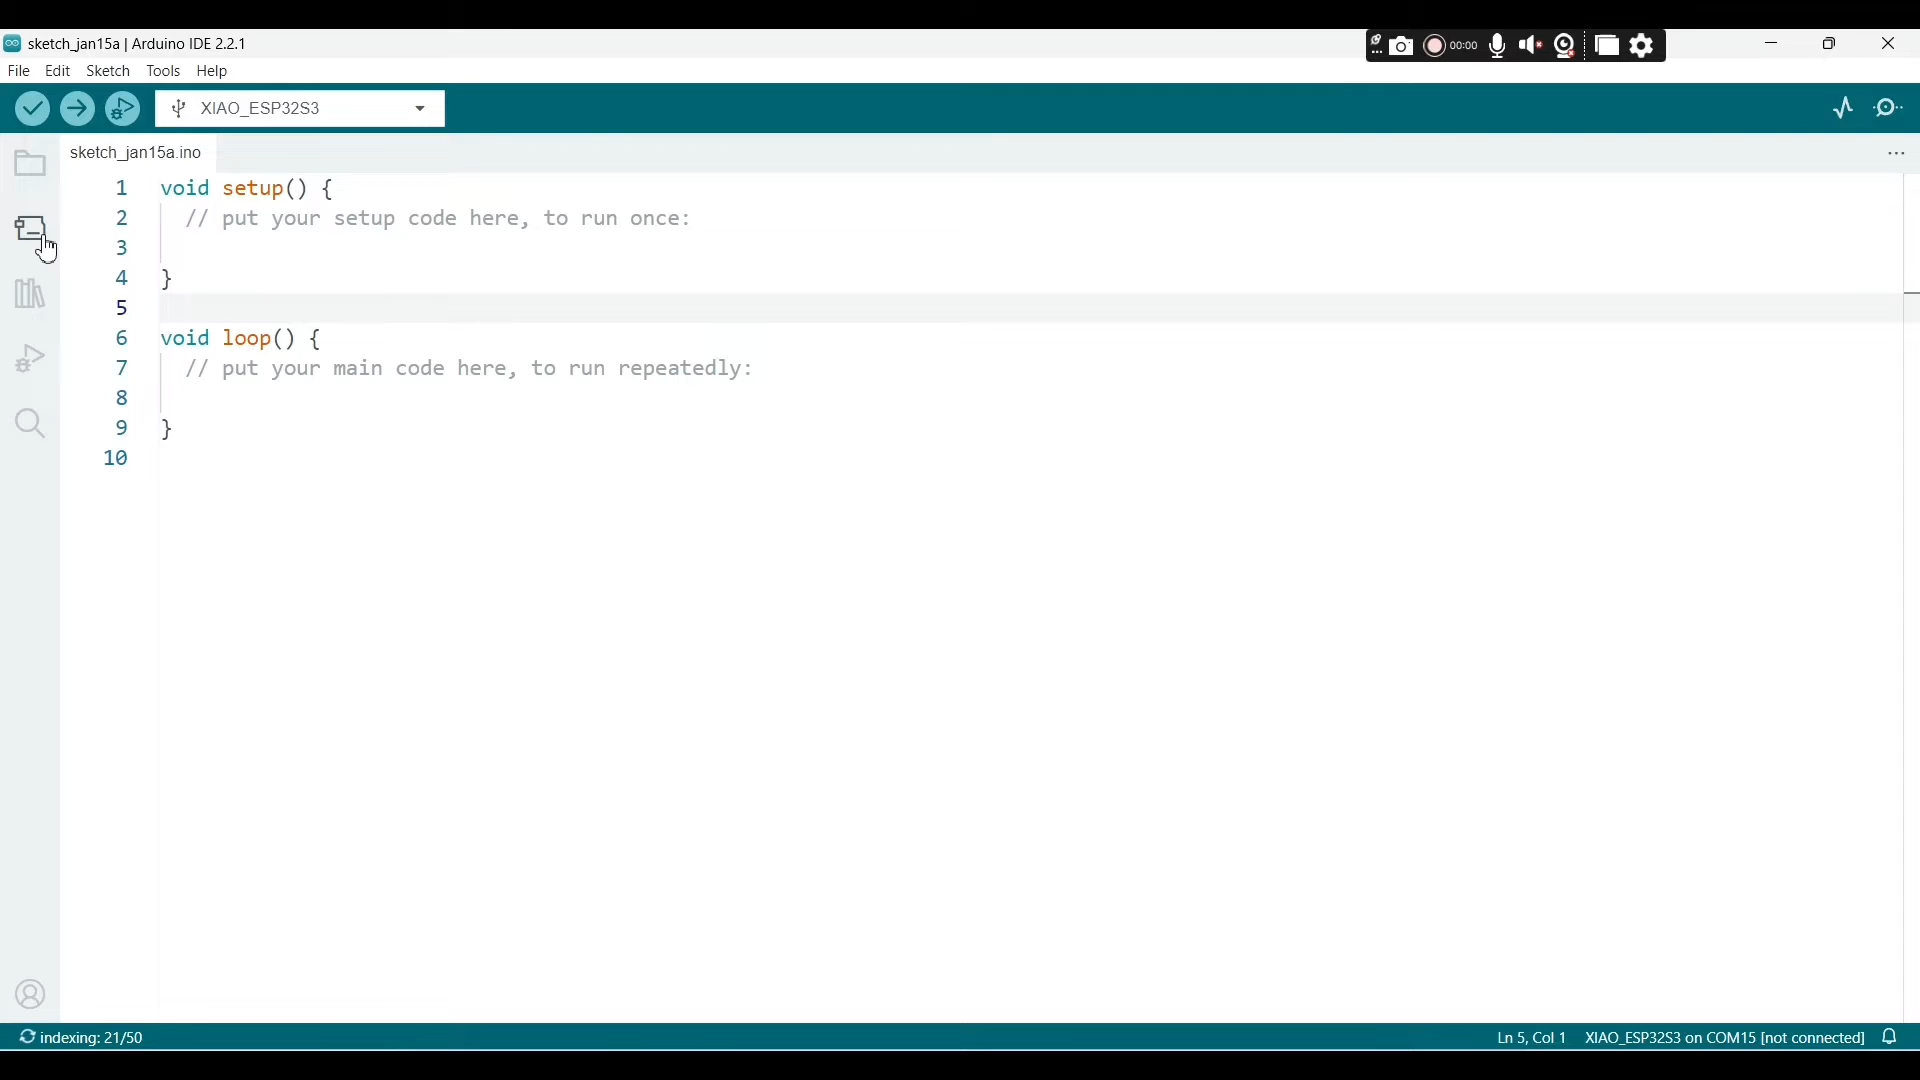 sketch_jan15a | Arduino IDE 2.2.1
00:00
File Edit Sketch Tools Help
XIAO_ESP32S3
sketch_jan15a.ino
1 void setup() {
2 // put your setup code here, to run once:
3
4 }
5
6 void loop() {
7 // put your main code here, to run repeatedly:
8
9 }
10
indexing: 21/50
Ln 5, Col 1 XIAO_ESP32S3 on COM15 [not connected]